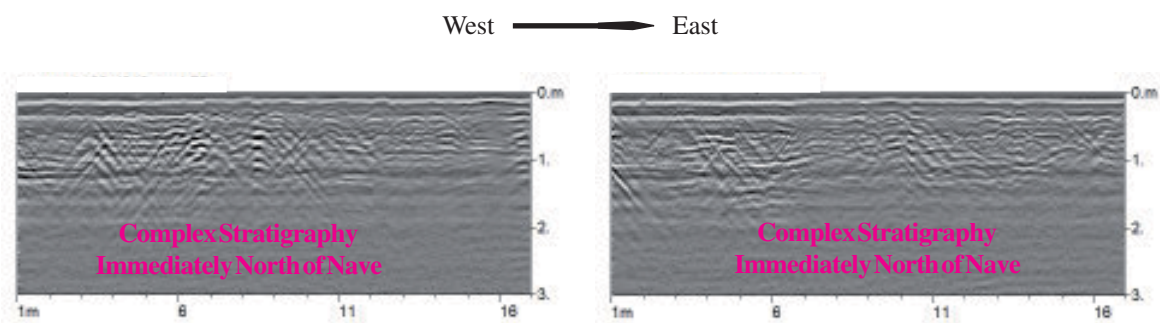 West East
0.m
1.
2.
3.
Complex Stratigraphy
Immediately North of Nave
1m 6 11 16
0.m
1.
2.
3.
Complex Stratigraphy
Immediately North of Nave
1m 6 11 16